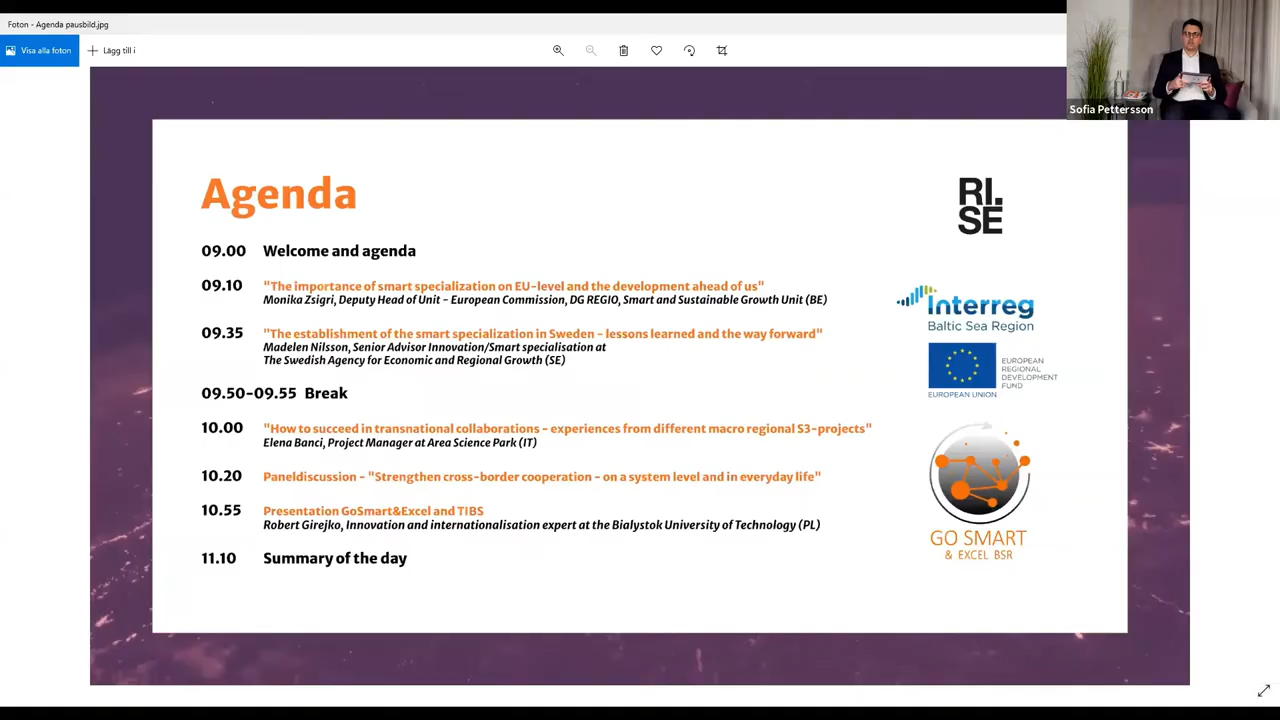 Foton - Agenda pausbild.jpg
Visa alla foton
Lägg till i
Sofia Pettersson
Agenda
RI.
SE
09.00 Welcome and agenda
09.10 "The importance of smart specialization on EU-level and the development ahead of us"
Monika Zsigri, Deputy Head of Unit - European Commission, DG REGIO, Smart and Sustainable Growth Unit (BE)
Interreg
Baltic Sea Region
09.35 "The establishment of the smart specialization in Sweden - lessons learned and the way forward"
Madelen Nilsson, Senior Advisor Innovation/Smart specialisation at
The Swedish Agency for Economic and Regional Growth (SE)
EUROPEAN
REGIONAL
DEVELOPMENT
FUND
EUROPEAN UNION
09.50-09.55 Break
10.00 "How to succeed in transnational collaborations - experiences from different macro regional S3-projects"
Elena Banci, Project Manager at Area Science Park (IT)
10.20 Paneldiscussion - "Strengthen cross-border cooperation - on a system level and in everyday life"
10.55 Presentation GoSmart&Excel and TIBS
Robert Girejko, Innovation and internationalisation expert at the Bialystok University of Technology (PL)
GO SMART
& EXCEL BSR
11.10 Summary of the day